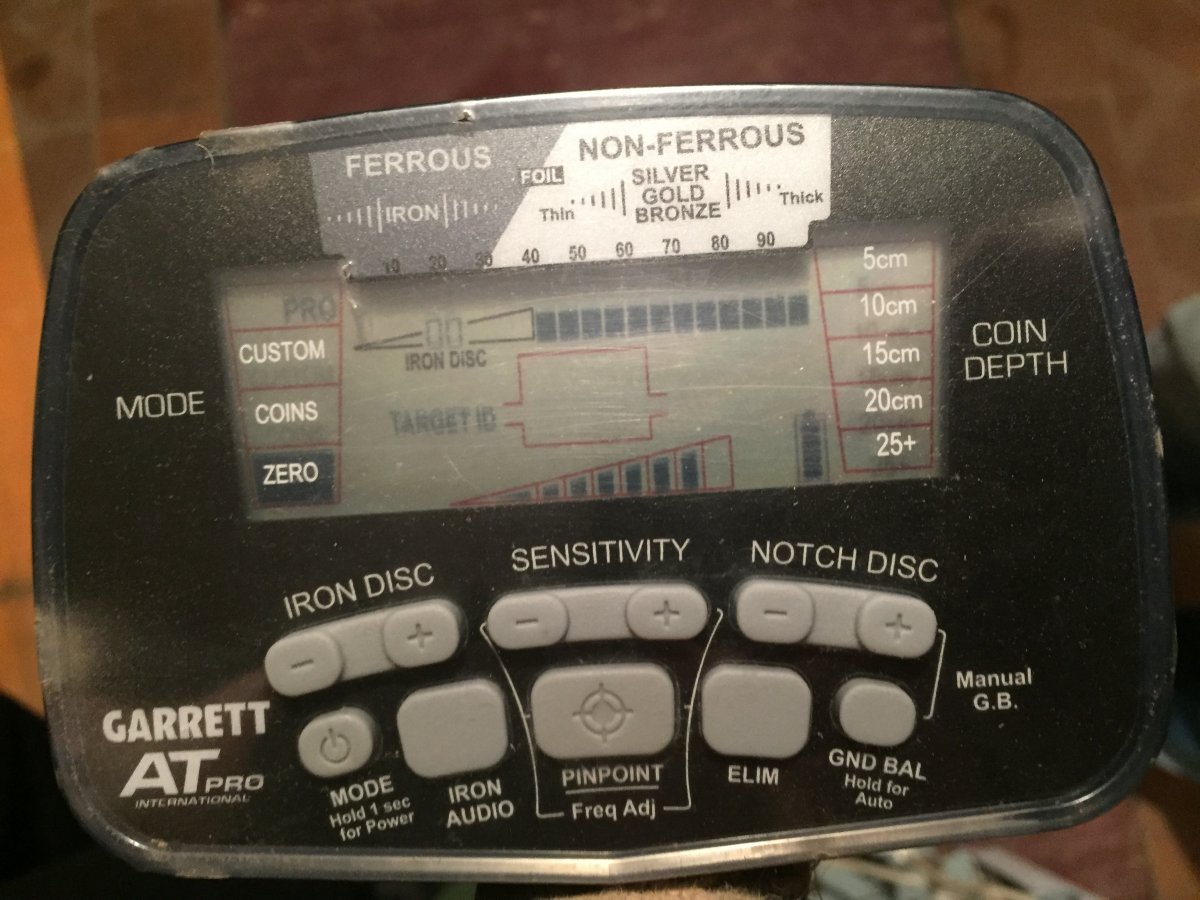 FERROUS
NON-FERROUS
FOIL
IRON
Thin
SILVER
GOLD
BRONZE
Thick
10 20 30 40 50 60 70 80 90
PRO
CUSTOM
COINS
ZERO
MODE
00
IRON DISC
TARGET ID
5cm
10cm
15cm
20cm
25+
COIN
DEPTH
IRON DISC
SENSITIVITY
NOTCH DISC
- +
- +
- +
Manual
G.B.
GARRETT
AT PRO
INTERNATIONAL
MODE
Hold 1 sec
for Power
IRON
AUDIO
PINPOINT
Freq Adj
ELIM
GND BAL
Hold for
Auto